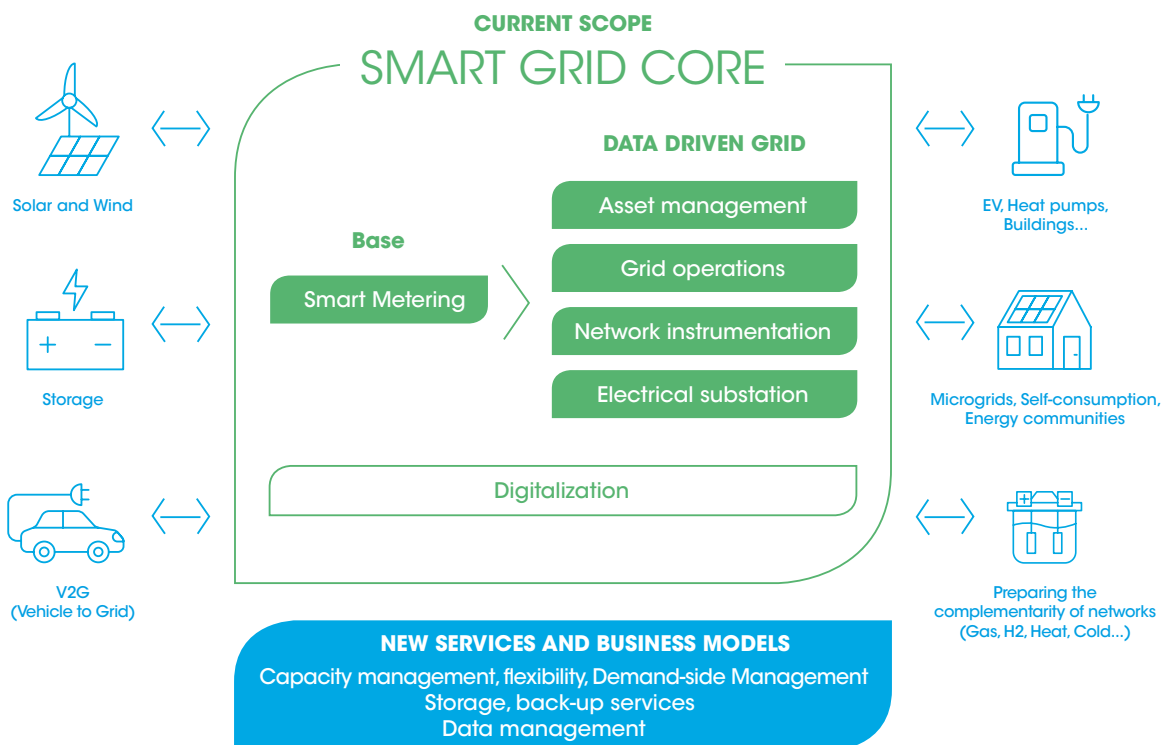 CURRENT SCOPE
SMART GRID CORE
Solar and Wind
Storage
V2G
(Vehicle to Grid)
Base
Smart Metering
DATA DRIVEN GRID
Asset management
Grid operations
Network instrumentation
Electrical substation
Digitalization
EV, Heat pumps,
Buildings...
Microgrids, Self-consumption,
Energy communities
Preparing the
complementarity of networks
(Gas, H2, Heat, Cold...)
NEW SERVICES AND BUSINESS MODELS
Capacity management, flexibility, Demand-side Management
Storage, back-up services
Data management